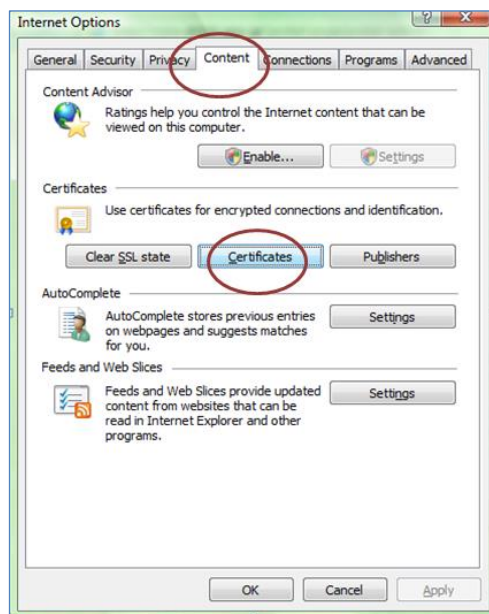 Internet Options
General Security Privacy Content Connections Programs Advanced
Content Advisor
Ratings help you control the Internet content that can be
viewed on this computer.
Enable... Settings
Certificates
Use certificates for encrypted connections and identification.
Clear SSL state Certificates Publishers
AutoComplete
AutoComplete stores previous entries
on webpages and suggests matches
for you.
Settings
Feeds and Web Slices
Feeds and Web Slices provide updated
content from websites that can be
read in Internet Explorer and other
programs.
Settings
OK Cancel Apply